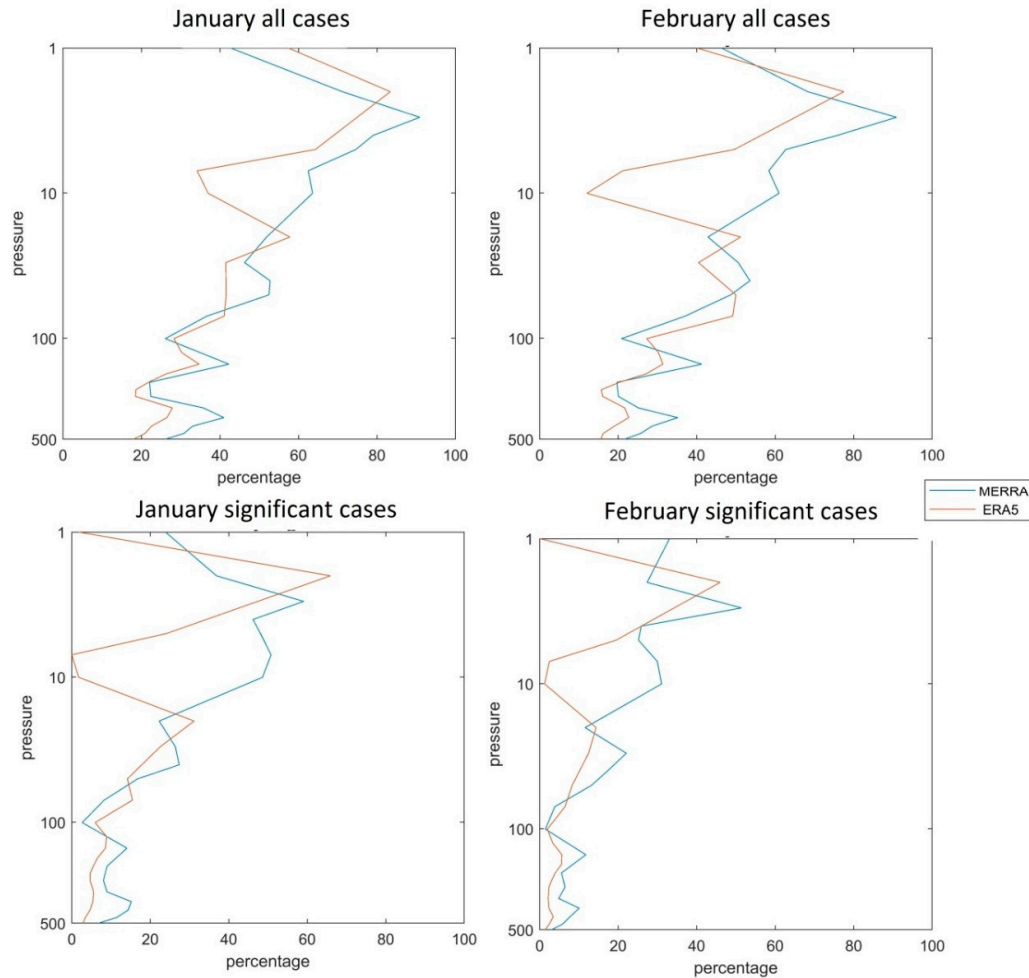 January all cases
1
10
100
500
pressure
0 20 40 60 80 100
percentage
February all cases
1
10
100
500
pressure
0 20 40 60 80 100
percentage
MERRA
ERA5
January significant cases
1
10
100
500
pressure
0 20 40 60 80 100
percentage
February significant cases
1
10
100
500
pressure
0 20 40 60 80 100
percentage